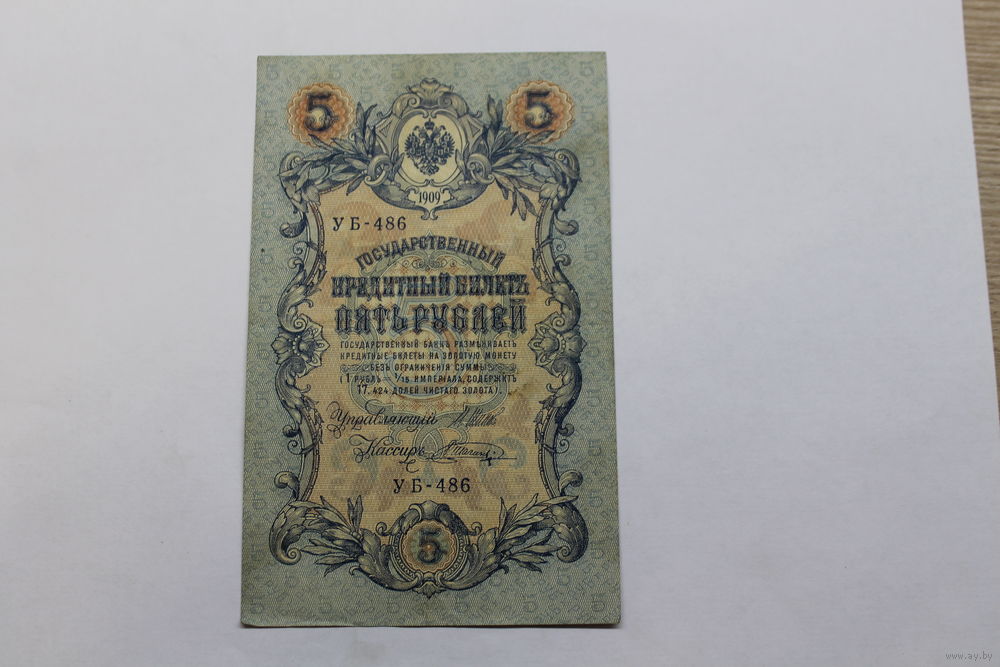 5 5
1909
УБ-486
ГОСУДАРСТВЕННЫЙ
КРЕДИТНЫЙ БИЛЕТЪ
ПЯТЬ РУБЛЕЙ
ГОСУДАРСТВЕННЫЙ БАНКЪ РАЗМѢНИВАЕТЪ
КРЕДИТНЫЕ БИЛЕТЫ НА ЗОЛОТУЮ МОНЕТУ
БЕЗЪ ОГРАНИЧЕНІЯ СУММЫ
(1 РУБЛЬ = 1/15 ИМПЕРІАЛА, СОДЕРЖИТЪ
17,424 ДОЛЕЙ ЧИСТАГО ЗОЛОТА).
Управляющій
Кассиръ
УБ-486
5
www.ay.by